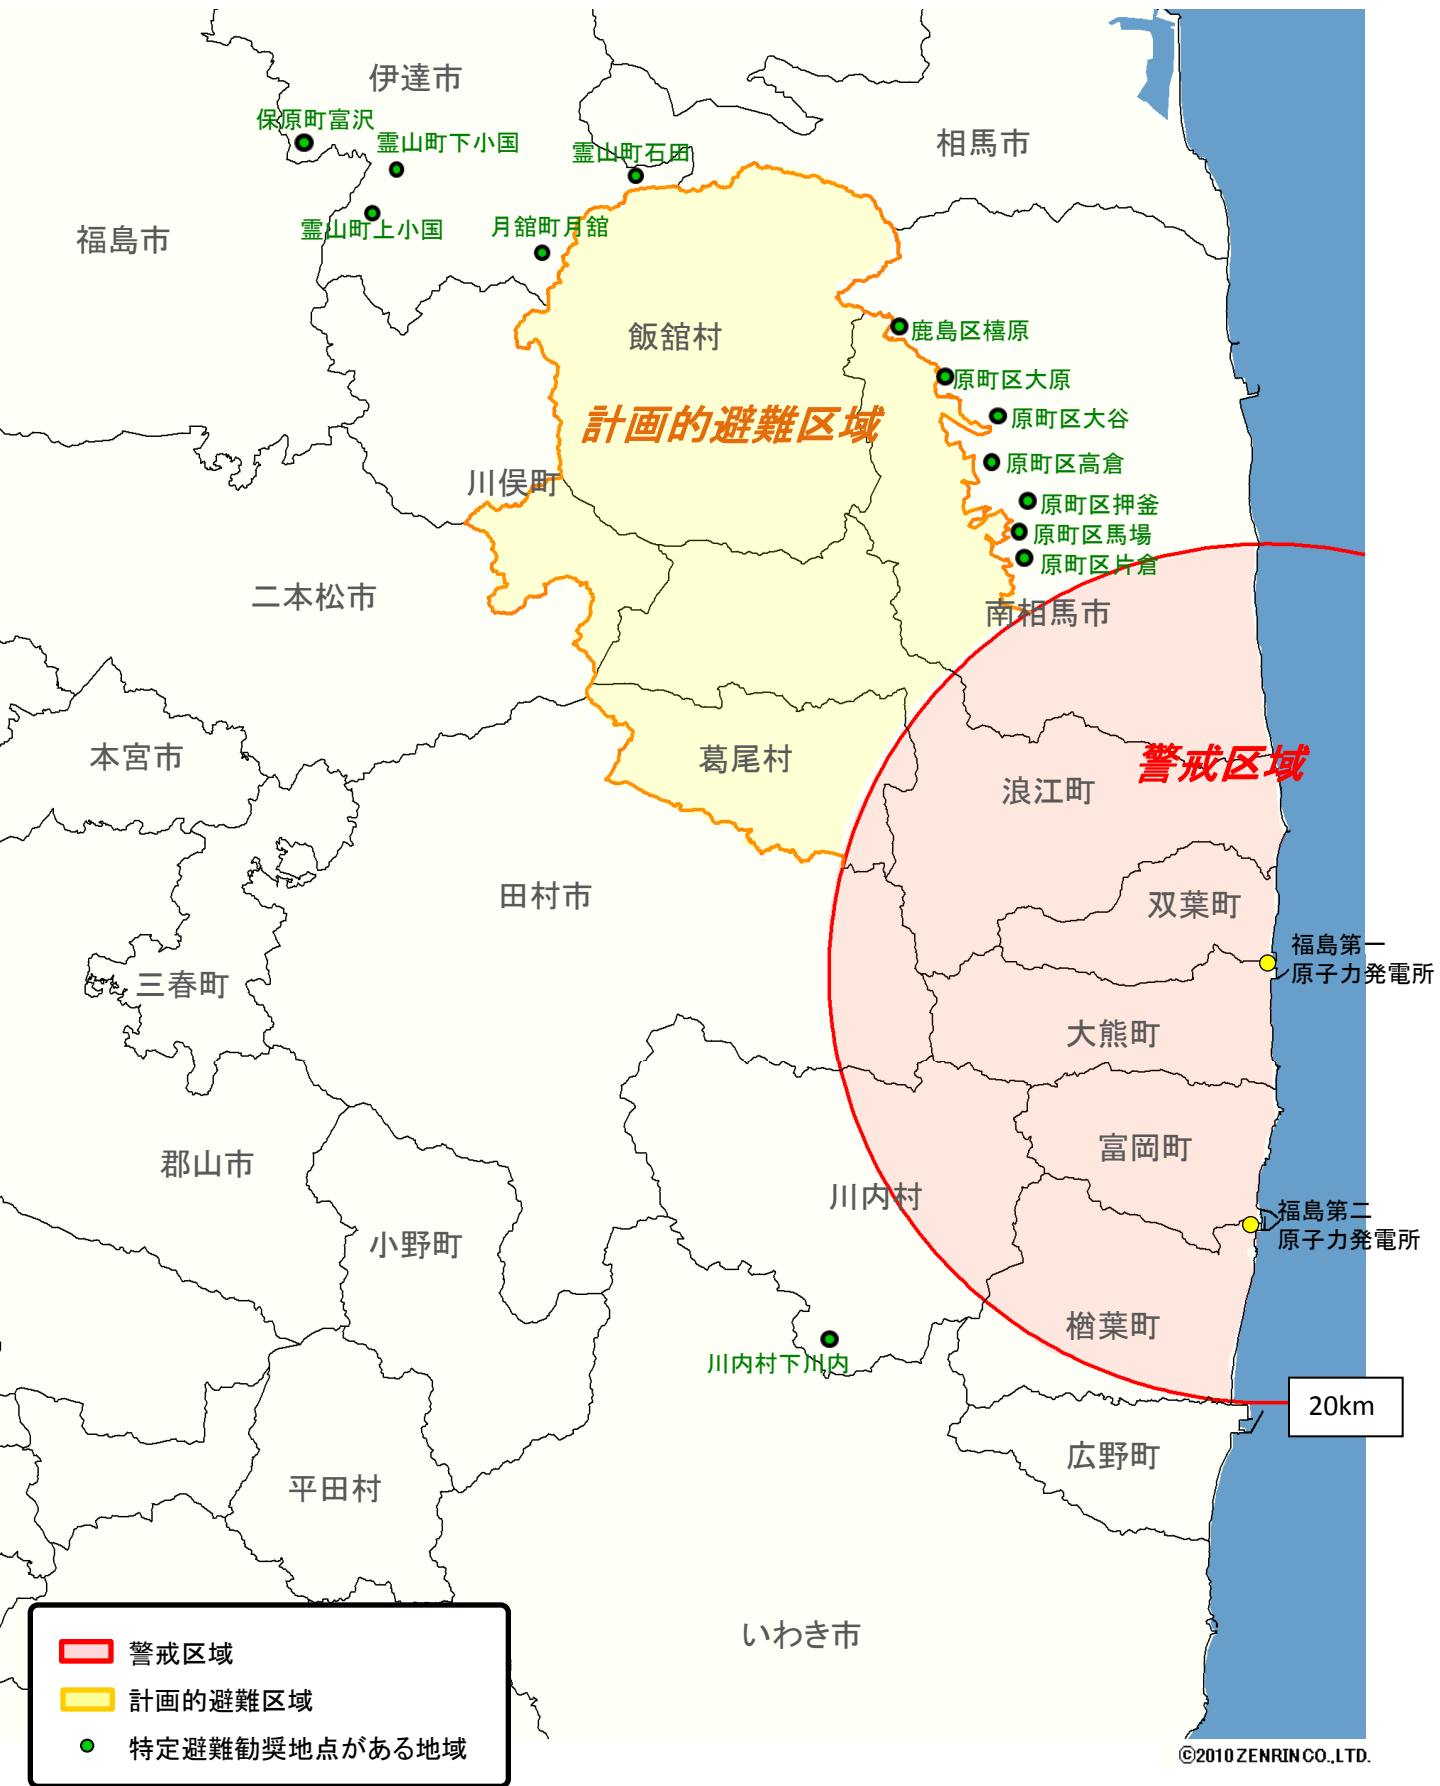 伊達市
保原町富沢
霊山町下小国
霊山町石田
相馬市
霊山町上小国
月舘町月舘
福島市
鹿島区橲原
飯舘村
原町区大原
計画的避難区域
原町区大谷
原町区高倉
川俣町
原町区押釜
原町区馬場
原町区片倉
二本松市
南相馬市
本宮市
葛尾村
警戒区域
浪江町
田村市
双葉町
福島第一
原子力発電所
三春町
大熊町
富岡町
郡山市
川内村
福島第二
原子力発電所
小野町
楢葉町
川内村下川内
20km
広野町
平田村
いわき市
警戒区域
計画的避難区域
特定避難勧奨地点がある地域
©2010 ZENRIN CO., LTD.